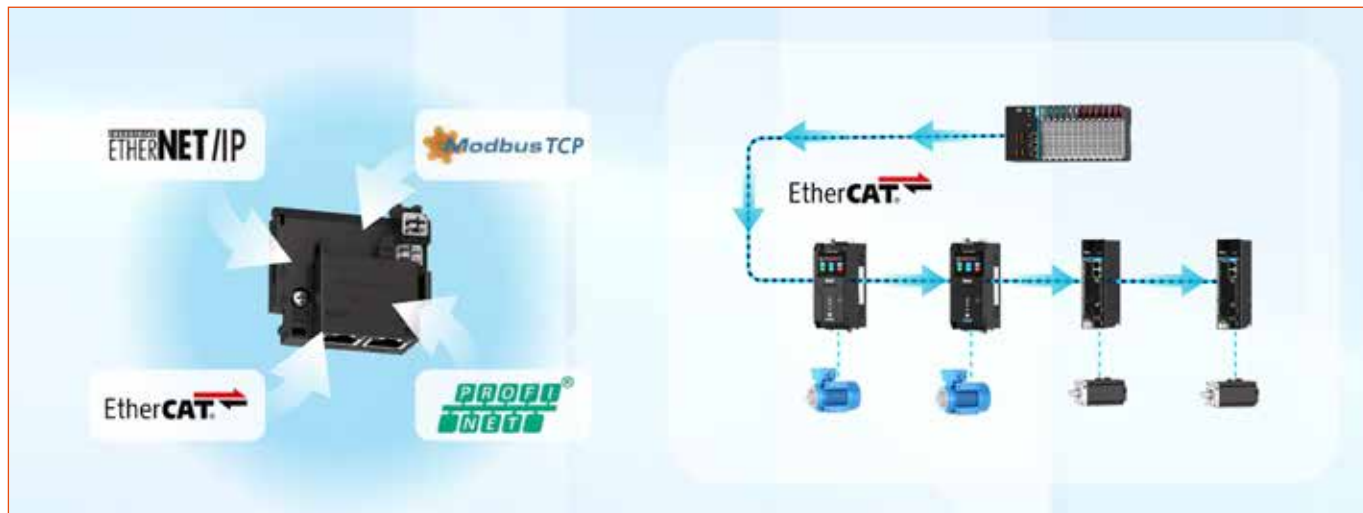 ETHERNET/IP
Modbus TCP
EtherCAT®
PROFI®
NET
EtherCAT®